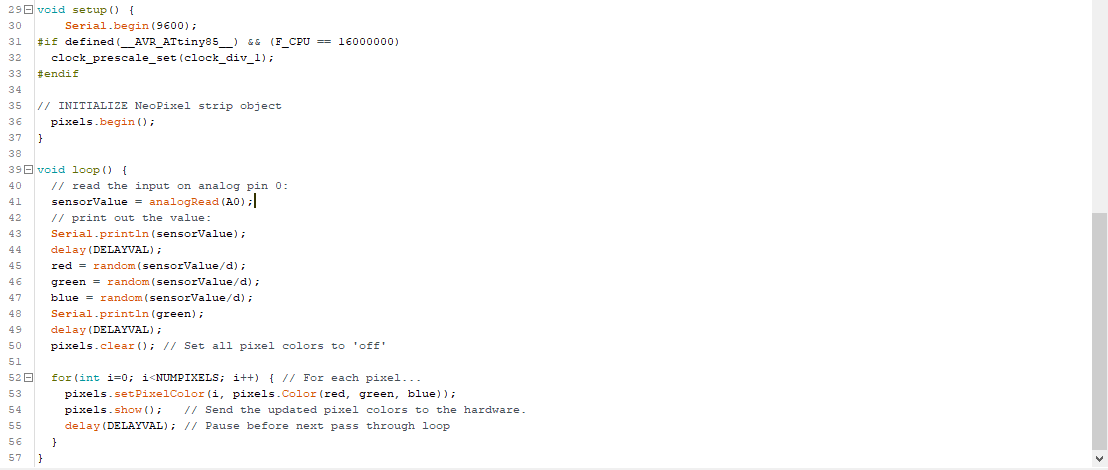 29 void setup() {
30     Serial.begin(9600);
31 #if defined(__AVR_ATtiny85__) && (F_CPU == 16000000)
32   clock_prescale_set(clock_div_1);
33 #endif
34
35 // INITIALIZE NeoPixel strip object
36   pixels.begin();
37 }
38
39 void loop() {
40   // read the input on analog pin 0:
41   sensorValue = analogRead(A0);
42   // print out the value:
43   Serial.println(sensorValue);
44   delay(DELAYVAL);
45   red = random(sensorValue/d);
46   green = random(sensorValue/d);
47   blue = random(sensorValue/d);
48   Serial.println(green);
49   delay(DELAYVAL);
50   pixels.clear(); // Set all pixel colors to 'off'
51
52   for(int i=0; i<NUMPIXELS; i++) { // For each pixel...
53     pixels.setPixelColor(i, pixels.Color(red, green, blue));
54     pixels.show();   // Send the updated pixel colors to the hardware.
55     delay(DELAYVAL); // Pause before next pass through loop
56   }
57 }